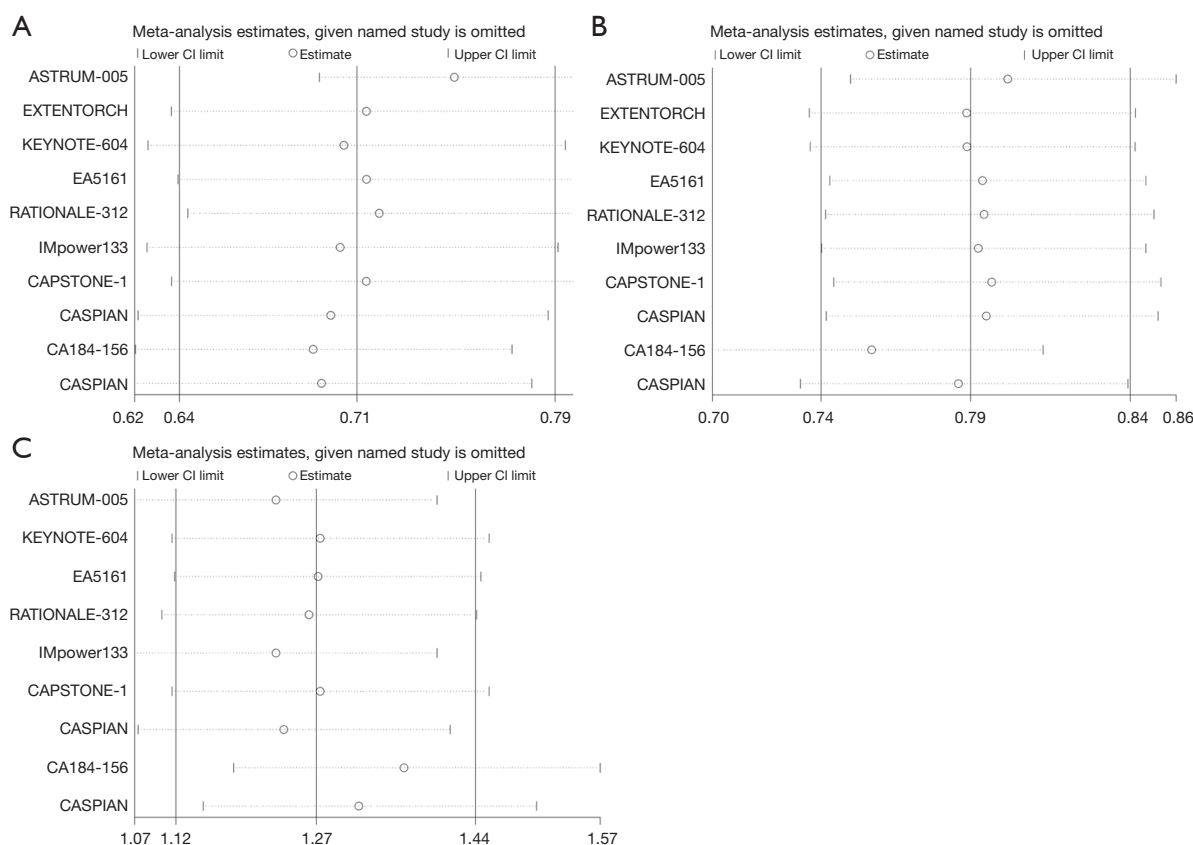 A
Meta-analysis estimates, given named study is omitted
Lower CI limit Estimate Upper CI limit
ASTRUM-005
EXTENTORCH
KEYNOTE-604
EA5161
RATIONALE-312
IMpower133
CAPSTONE-1
CASPIAN
CA184-156
CASPIAN
0.62 0.64 0.71 0.79
B
Meta-analysis estimates, given named study is omitted
Lower CI limit Estimate Upper CI limit
ASTRUM-005
EXTENTORCH
KEYNOTE-604
EA5161
RATIONALE-312
IMpower133
CAPSTONE-1
CASPIAN
CA184-156
CASPIAN
0.70 0.74 0.79 0.84 0.86
C
Meta-analysis estimates, given named study is omitted
Lower CI limit Estimate Upper CI limit
ASTRUM-005
KEYNOTE-604
EA5161
RATIONALE-312
IMpower133
CAPSTONE-1
CASPIAN
CA184-156
CASPIAN
1.07 1.12 1.27 1.44 1.57